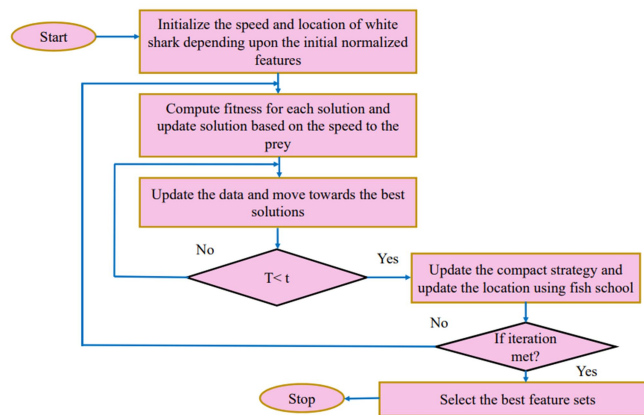 Start
Initialize the speed and location of white
shark depending upon the initial normalized
features
Compute fitness for each solution and
update solution based on the speed to the
prey
Update the data and move towards the best
solutions
No
T< t
Yes
Update the compact strategy and
update the location using fish school
No
If iteration
met?
Yes
Select the best feature sets
Stop